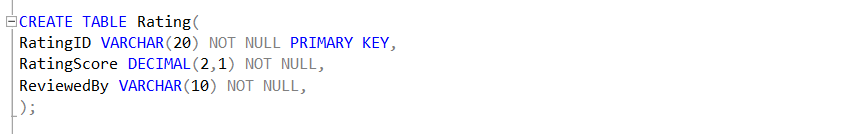 CREATE TABLE Rating(
RatingID VARCHAR(20) NOT NULL PRIMARY KEY,
RatingScore DECIMAL(2,1) NOT NULL,
ReviewedBy VARCHAR(10) NOT NULL,
);